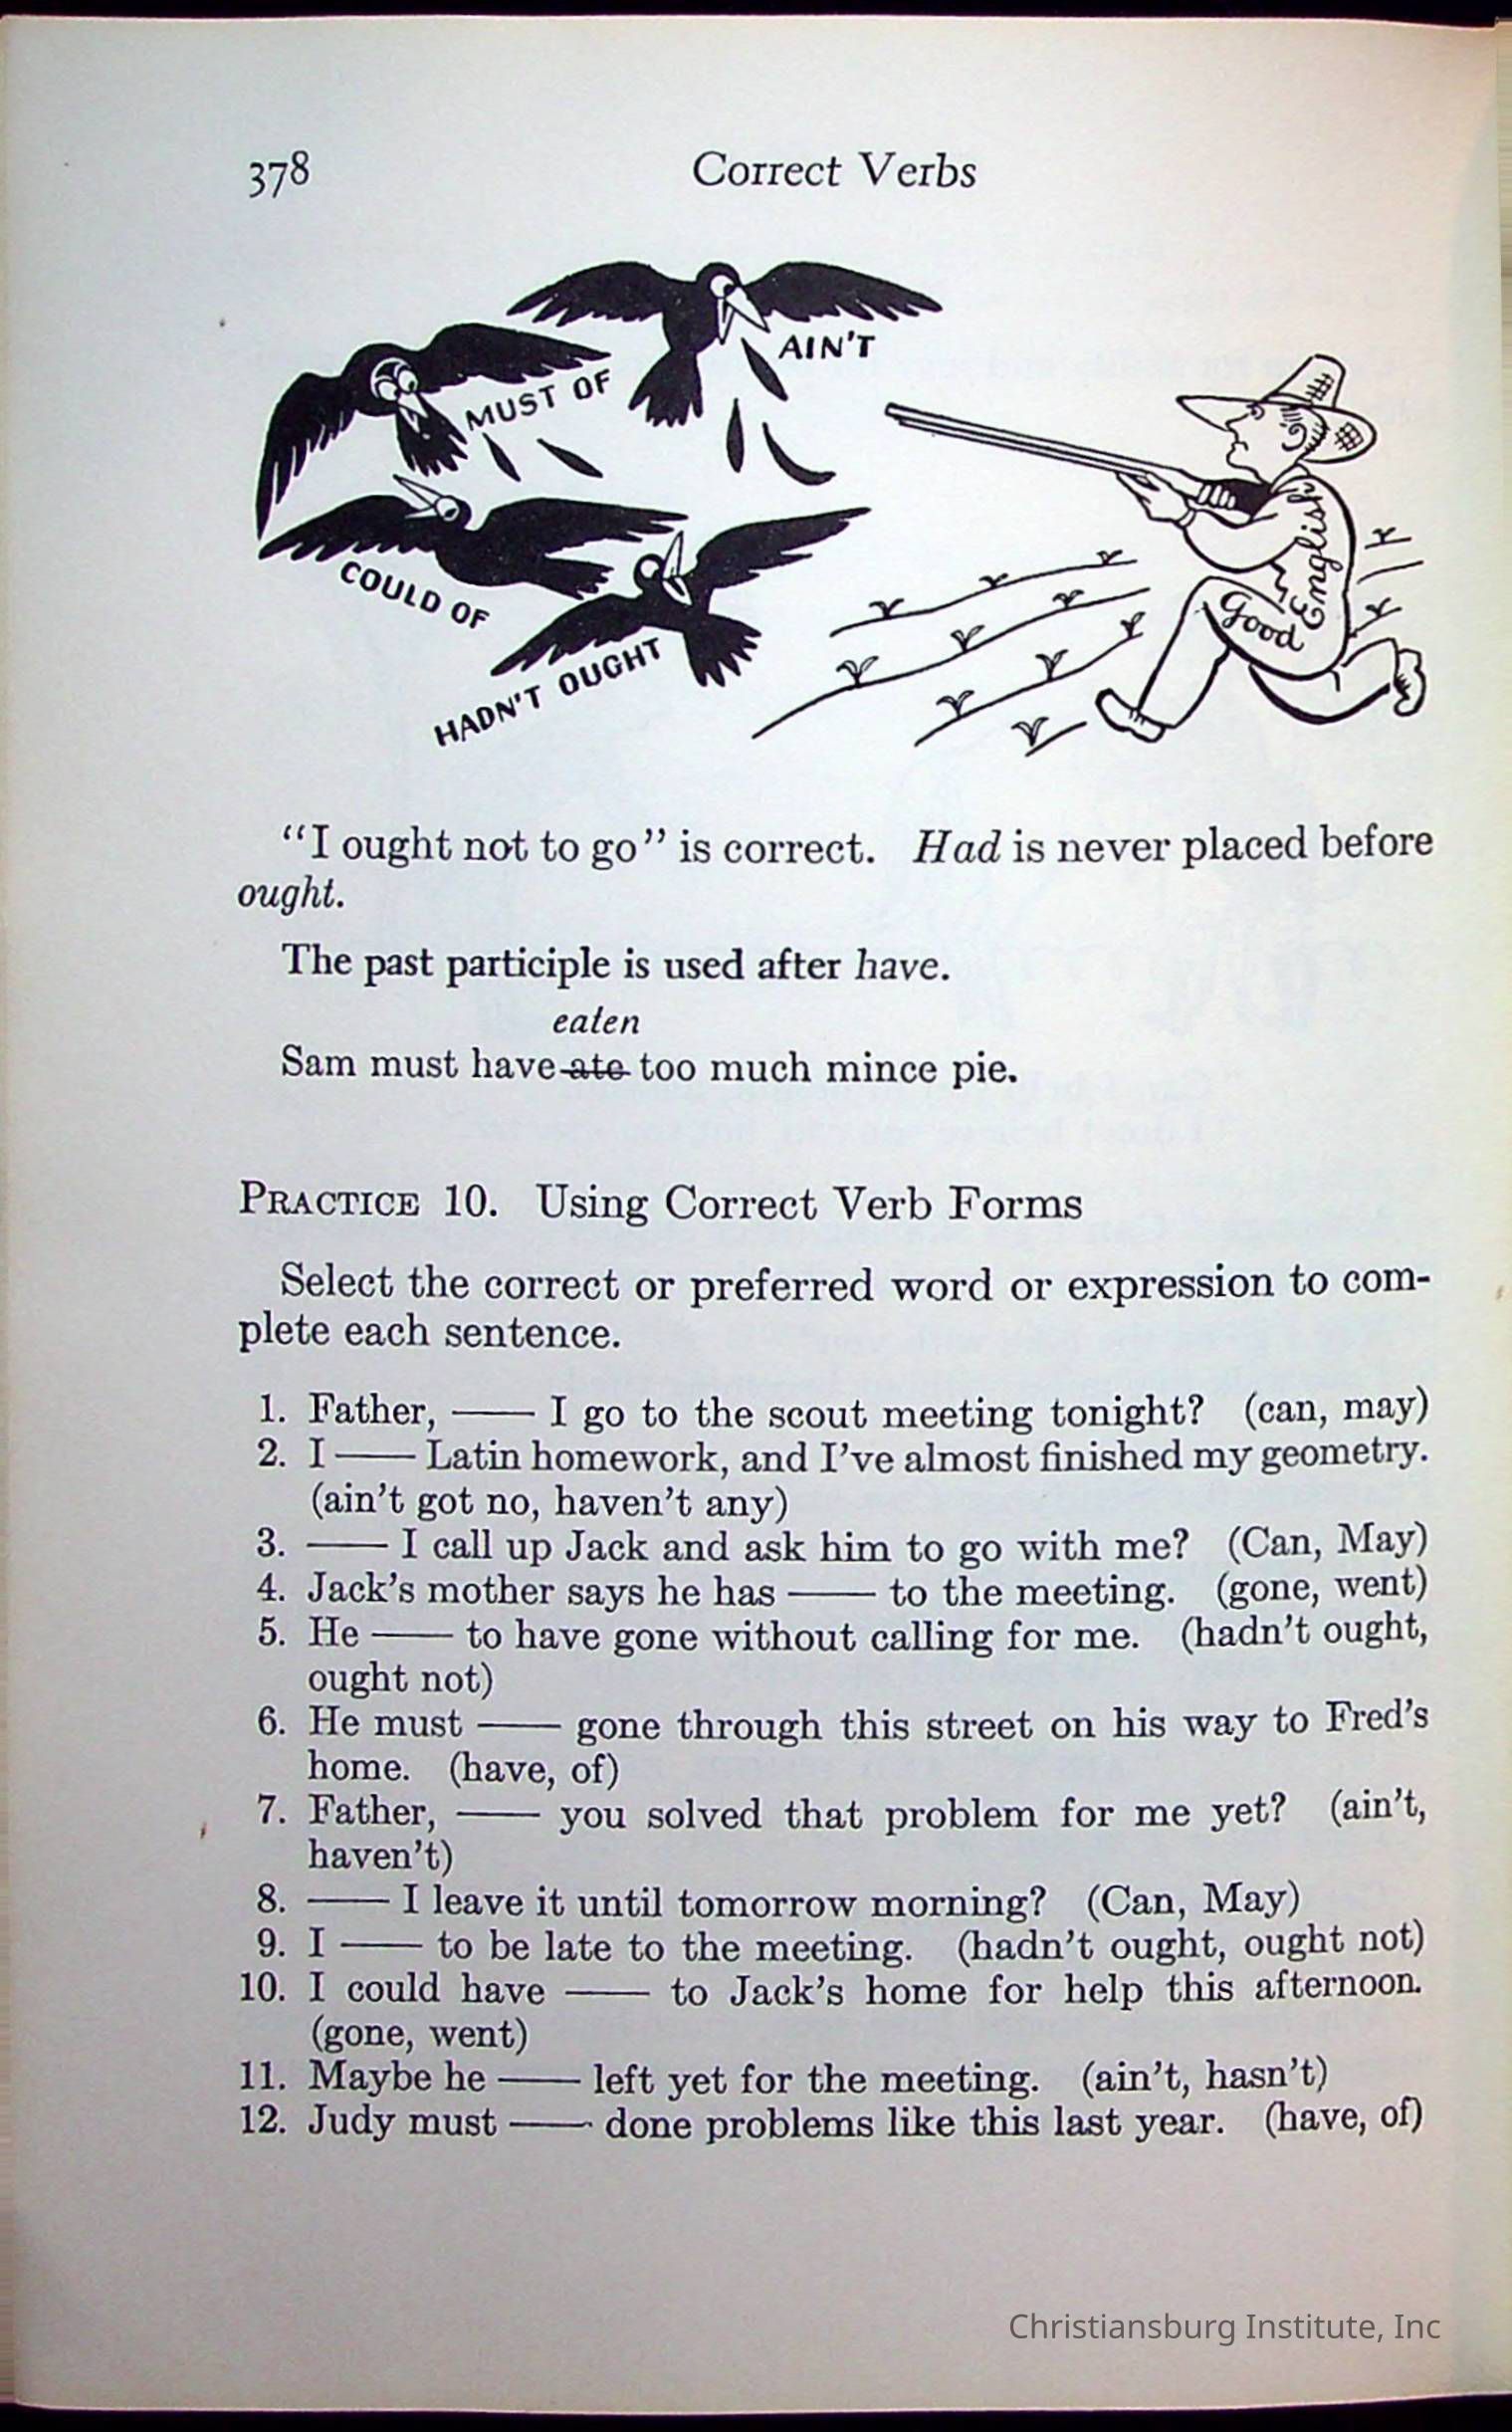 378 Correct Verbs
AIN'T
MUST OF
COULD OF
HADN'T OUGHT
Good English
“I ought not to go” is correct. Had is never placed before
ought.
The past participle is used after have.
eaten
Sam must have ate too much mince pie.
PRACTICE 10. Using Correct Verb Forms
Select the correct or preferred word or expression to com-
plete each sentence.
1. Father, —— I go to the scout meeting tonight? (can, may)
2. I —— Latin homework, and I’ve almost finished my geometry.
(ain’t got no, haven’t any)
3. —— I call up Jack and ask him to go with me? (Can, May)
4. Jack’s mother says he has —— to the meeting. (gone, went)
5. He —— to have gone without calling for me. (hadn’t ought,
ought not)
6. He must —— gone through this street on his way to Fred’s
home. (have, of)
7. Father, —— you solved that problem for me yet? (ain’t,
haven’t)
8. —— I leave it until tomorrow morning? (Can, May)
9. I —— to be late to the meeting. (hadn’t ought, ought not)
10. I could have —— to Jack’s home for help this afternoon.
(gone, went)
11. Maybe he —— left yet for the meeting. (ain’t, hasn’t)
12. Judy must —— done problems like this last year. (have, of)
Christiansburg Institute, Inc